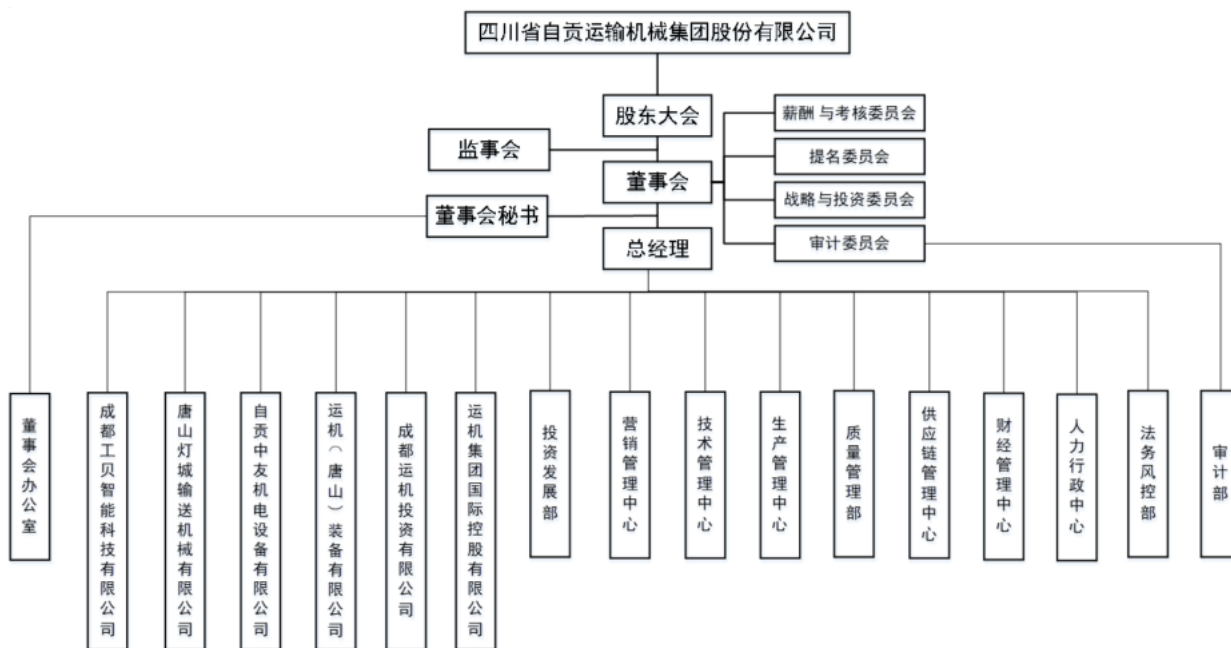 四川省自贡运输机械集团股份有限公司
股东大会
薪酬与考核委员会
监事会
提名委员会
董事会
战略与投资委员会
董事会秘书
总经理
审计委员会
董事会办公室
成都工贝智能科技有限公司
唐山灯城输送机械有限公司
自贡中友机电设备有限公司
运机（唐山）装备有限公司
成都运机投资有限公司
运机集团国际控股有限公司
投资发展部
营销管理中心
技术管理中心
生产管理中心
质量管理部
供应链管理中心
财经管理中心
人力行政中心
法务风控部
审计部